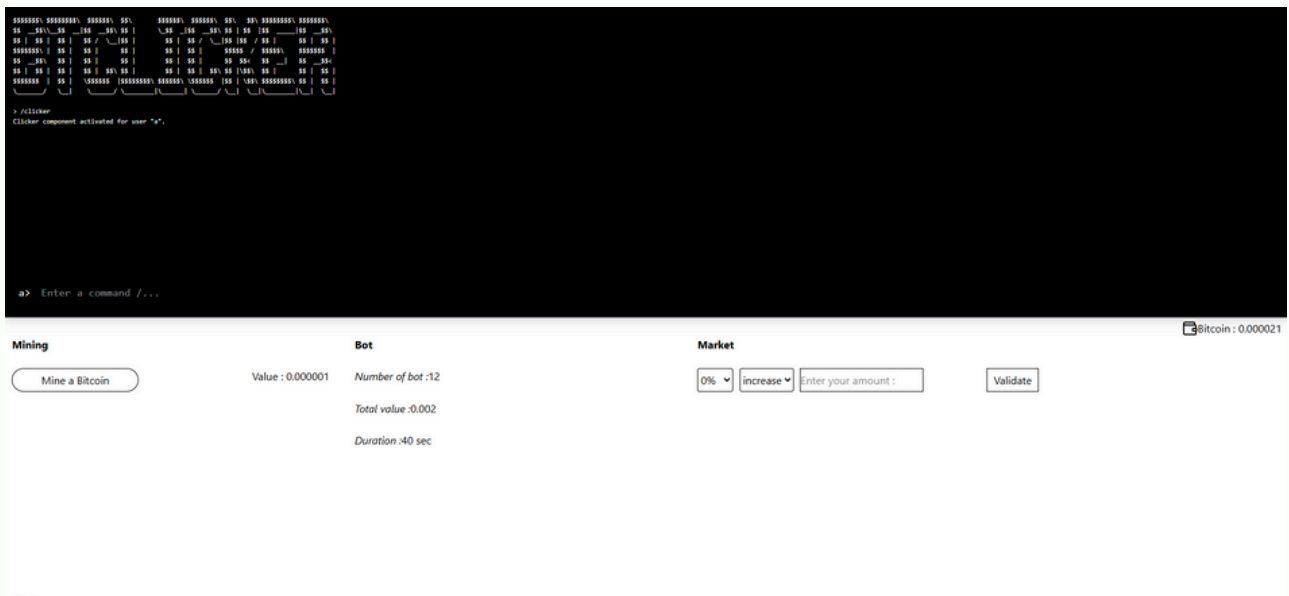 BTCLICKER
> /clicker
Clicker component activated for user "a".
a> Enter a command /...
Bitcoin : 0.000021
Mining
Mine a Bitcoin
Value : 0.000001
Bot
Number of bot :12
Total value :0.002
Duration :40 sec
Market
0% increase Enter your amount : Validate